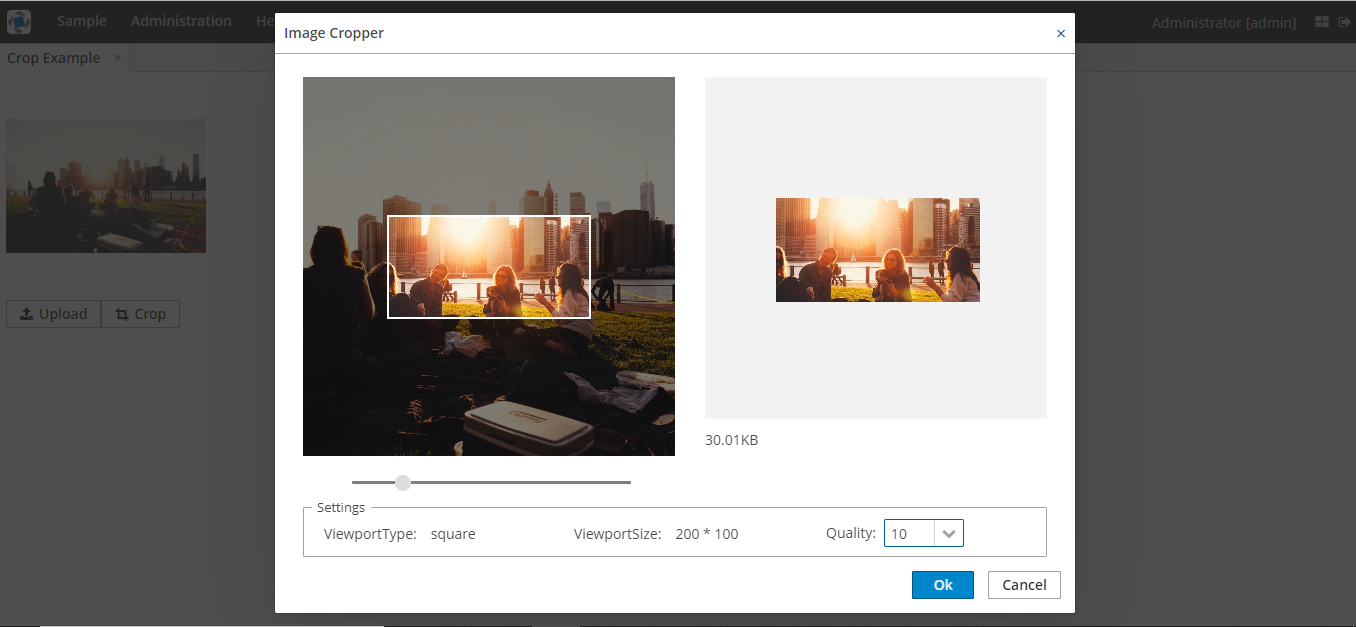 Sample Administration He
Administrator [admin]
Crop Example ×
Upload Crop
Image Cropper ×
30.01KB
Settings
ViewportType: square ViewportSize: 200 * 100 Quality: 10
Ok Cancel